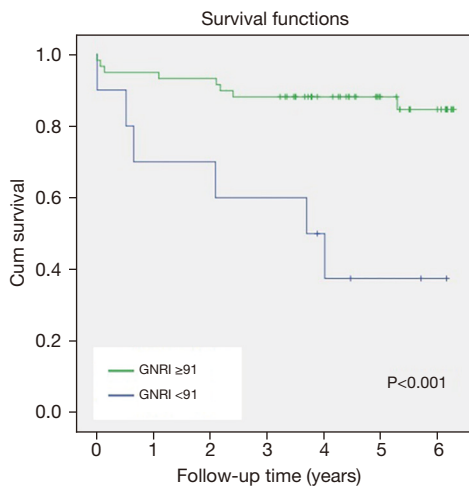 Survival functions
1.0
0.8
0.6
0.4
0.2
0.0
Cum survival
GNRI ≥91
GNRI <91
P<0.001
0 1 2 3 4 5 6
Follow-up time (years)